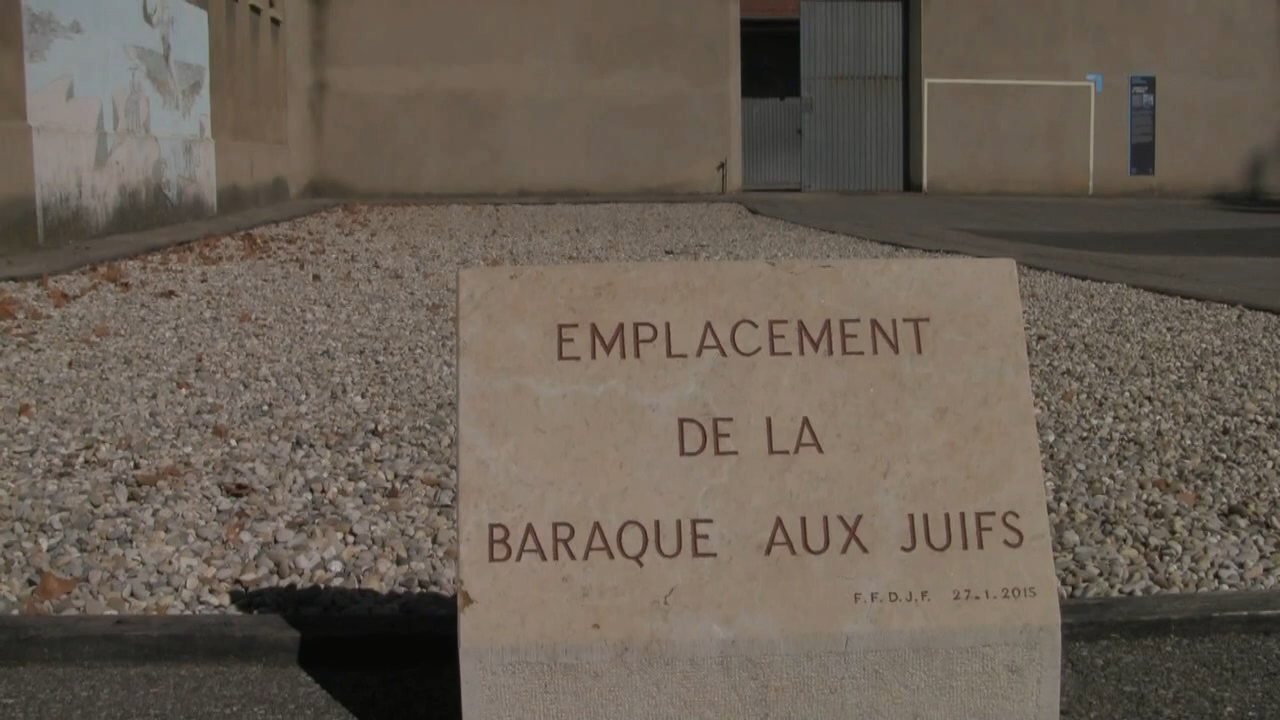 EMPLACEMENT
DE LA
BARAQUE AUX JUIFS
F.F.D.J.F. 27-1.2015